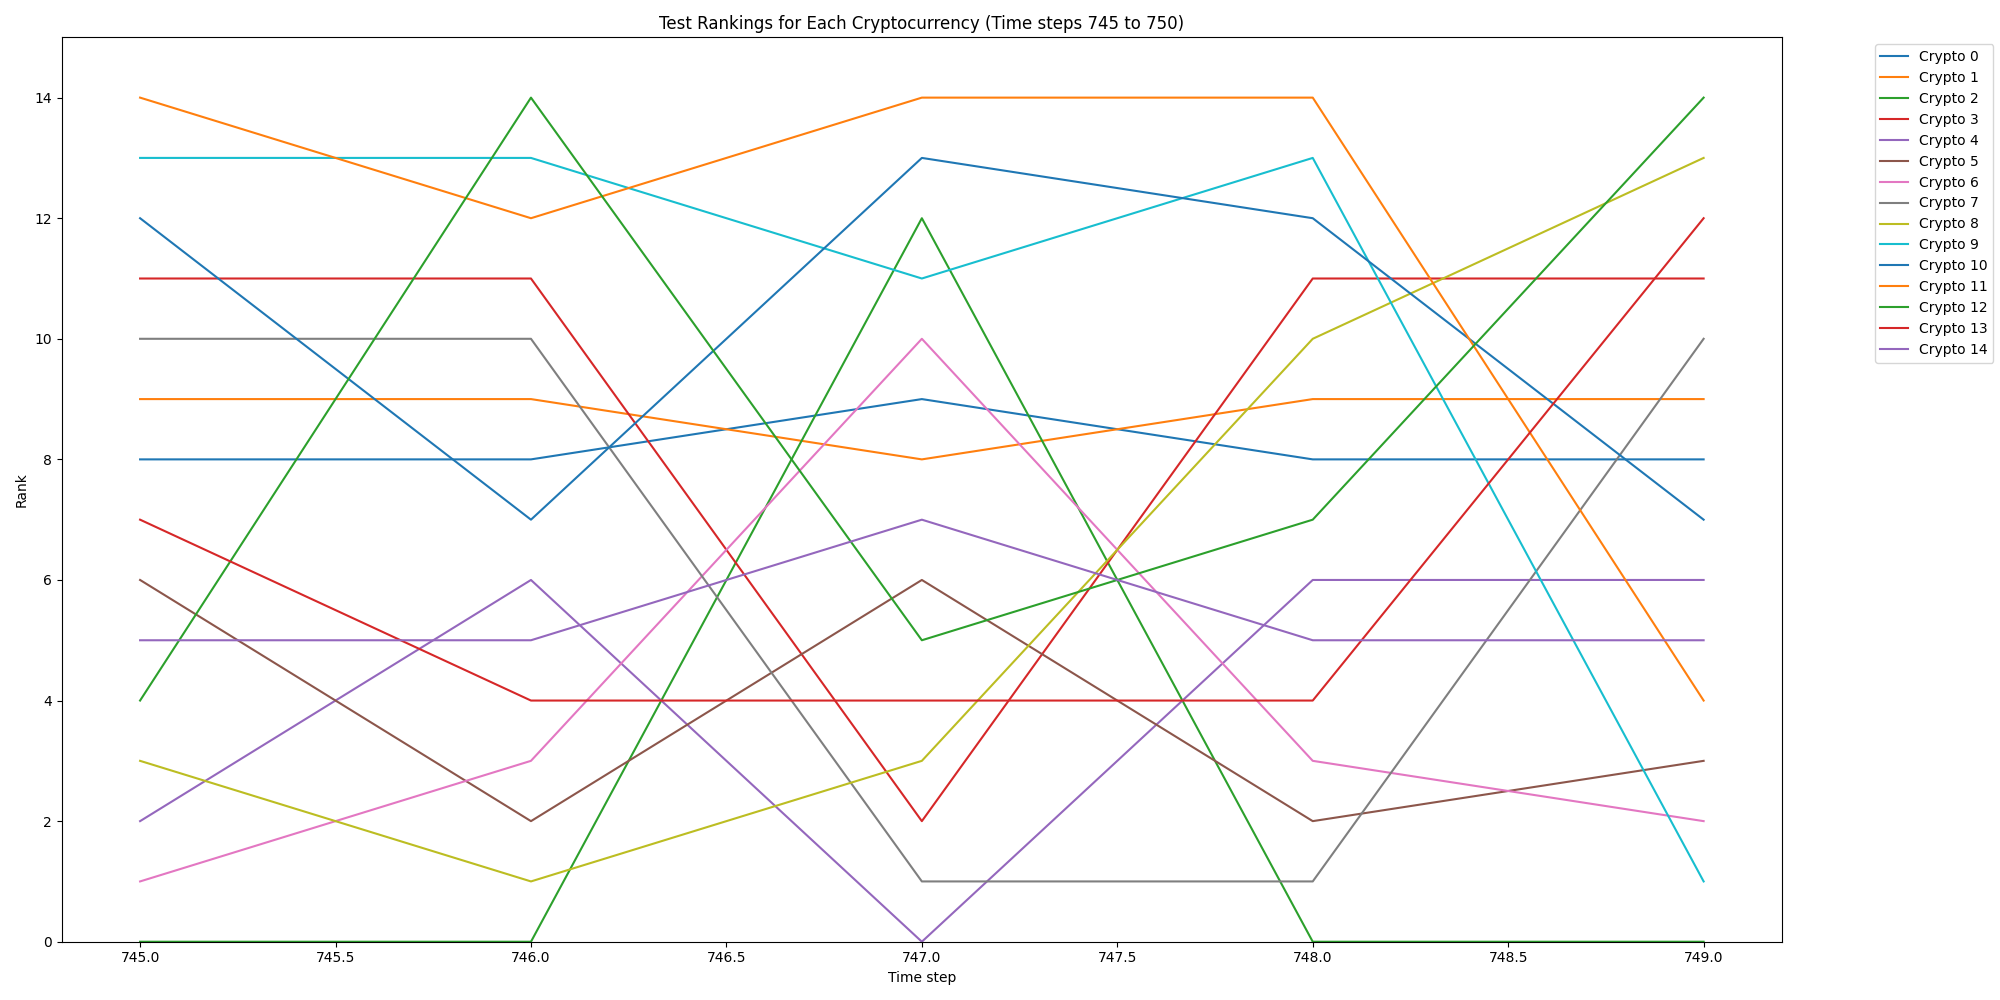 Test Rankings for Each Cryptocurrency (Time steps 745 to 750)
Crypto 0
Crypto 1
Crypto 2
Crypto 3
Crypto 4
Crypto 5
Crypto 6
Crypto 7
Crypto 8
Crypto 9
Crypto 10
Crypto 11
Crypto 12
Crypto 13
Crypto 14
14
12
10
8
6
4
2
0
Rank
745.0 745.5 746.0 746.5 747.0 747.5 748.0 748.5 749.0
Time step